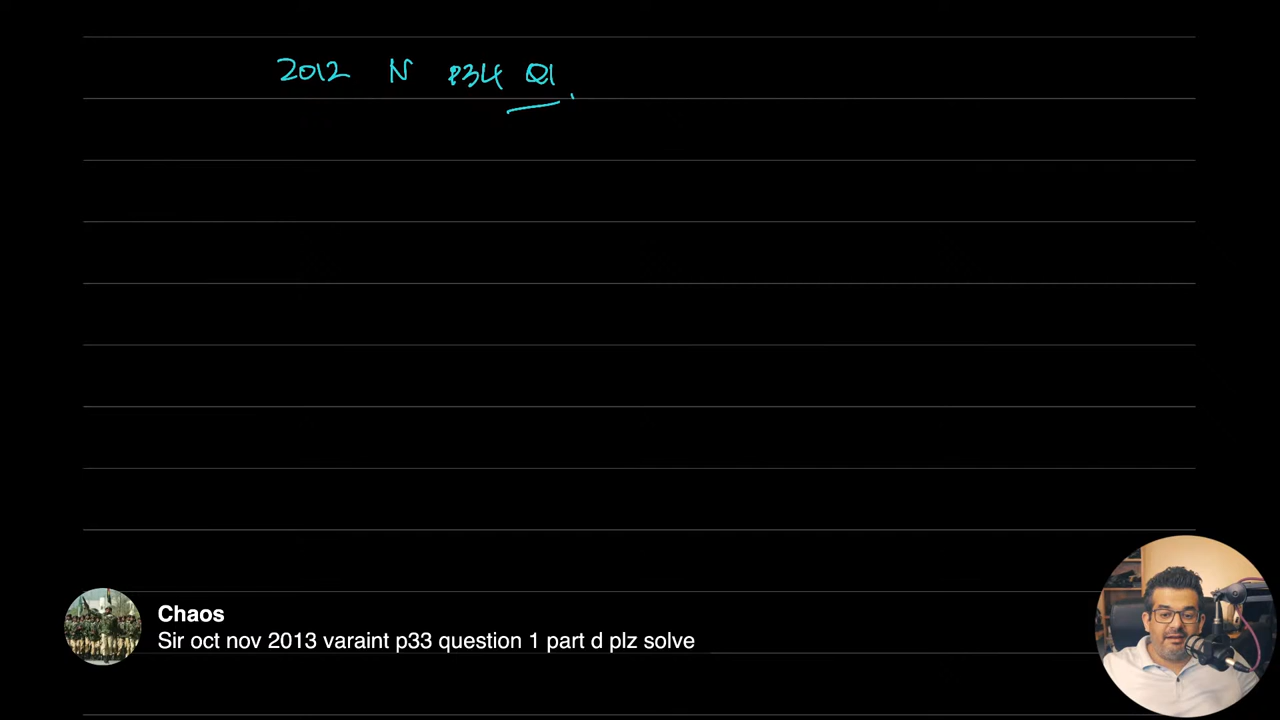 2012 N P34 Q1
Chaos
Sir oct nov 2013 varaint p33 question 1 part d plz solve